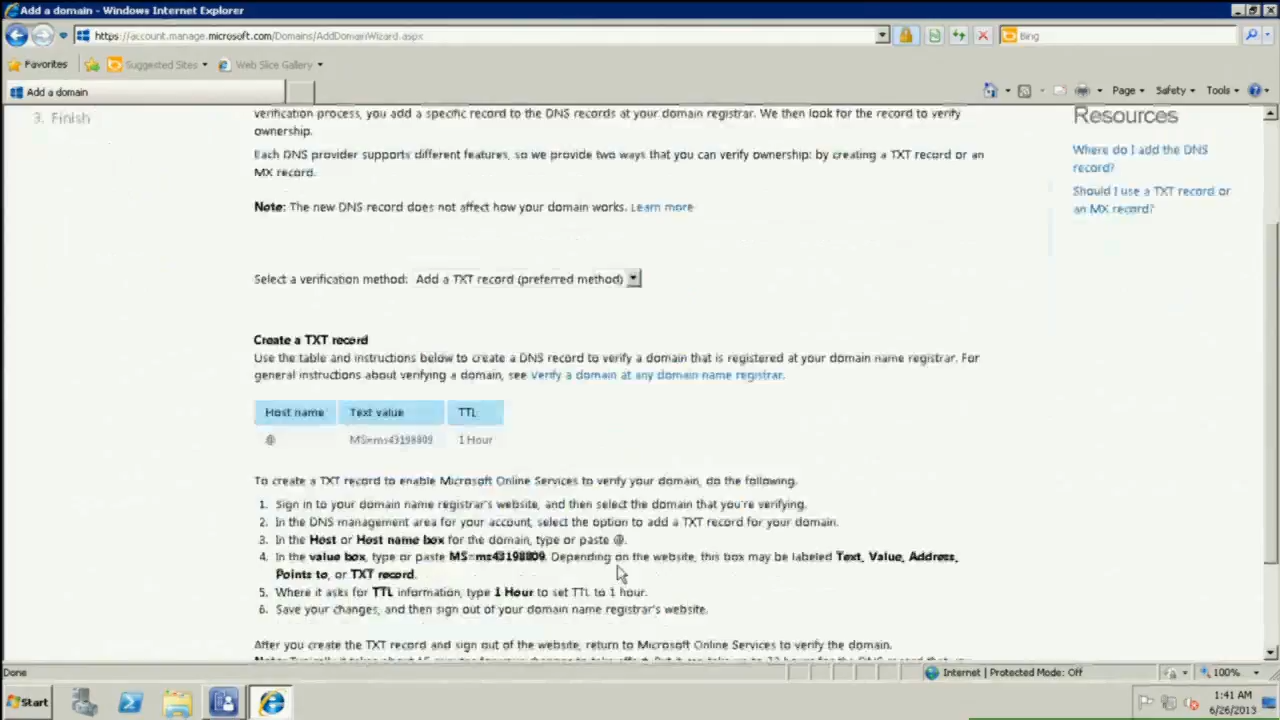 Add a domain - Windows Internet Explorer
https://account.manage.microsoft.com/Domains/AddDomainWizard.aspx
Bing
Favorites
Suggested Sites
Web Slice Gallery
Add a domain
Page
Safety
Tools
3. Finish
verification process, you add a specific record to the DNS records at your domain registrar. We then look for the record to verify
ownership.
Each DNS provider supports different features, so we provide two ways that you can verify ownership: by creating a TXT record or an
MX record.
Note: The new DNS record does not affect how your domain works. Learn more
Resources
Where do I add the DNS
record?
Should I use a TXT record or
an MX record?
Select a verification method: Add a TXT record (preferred method)
Create a TXT record
Use the table and instructions below to create a DNS record to verify a domain that is registered at your domain name registrar. For
general instructions about verifying a domain, see Verify a domain at any domain name registrar.
Host name Text value TTL
@ MS=ms43198809 1 Hour
To create a TXT record to enable Microsoft Online Services to verify your domain, do the following.
1. Sign in to your domain name registrar's website, and then select the domain that you're verifying.
2. In the DNS management area for your account, select the option to add a TXT record for your domain.
3. In the Host or Host name box for the domain, type or paste @.
4. In the value box, type or paste MS=ms43198809. Depending on the website, this box may be labeled Text, Value, Address,
Points to, or TXT record.
5. Where it asks for TTL information, type 1 Hour to set TTL to 1 hour.
6. Save your changes, and then sign out of your domain name registrar's website.
After you create the TXT record and sign out of the website, return to Microsoft Online Services to verify the domain.
Done
Internet | Protected Mode: Off
100%
Start
1:41 AM
6/26/2013